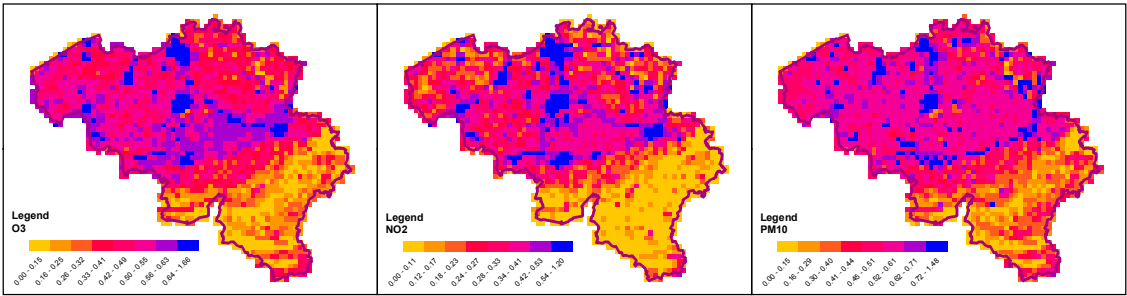 Legend
O3
0.00 - 0.15
0.16 - 0.25
0.26 - 0.32
0.33 - 0.41
0.42 - 0.49
0.50 - 0.55
0.56 - 0.63
0.64 - 1.66
Legend
NO2
0.00 - 0.11
0.12 - 0.17
0.18 - 0.23
0.24 - 0.27
0.28 - 0.33
0.34 - 0.41
0.42 - 0.53
0.54 - 1.20
Legend
PM10
0.00 - 0.15
0.16 - 0.29
0.30 - 0.40
0.41 - 0.44
0.45 - 0.51
0.52 - 0.61
0.62 - 0.71
0.72 - 1.48